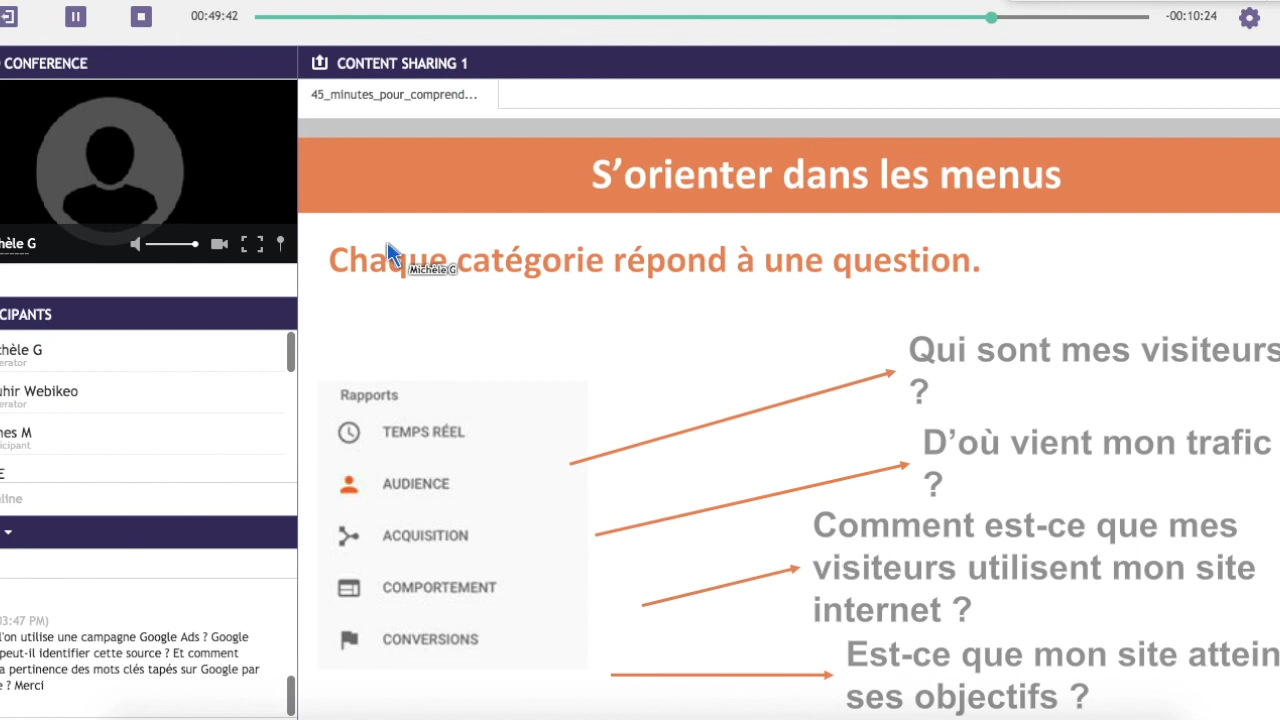 00:49:42
-00:10:24
CONFERENCE
CONTENT SHARING 1
45_minutes_pour_comprend...
S’orienter dans les menus
Chaque catégorie répond à une question.
Michèle G
hèle G
CIPANTS
chèle G
erator
uhir Webikeo
erator
nes M
icipant
E
nline
03:47 PM)
l'on utilise une campagne Google Ads ? Google
peut-il identifier cette source ? Et comment
a pertinence des mots clés tapés sur Google par
e ? Merci
Rapports
TEMPS RÉEL
AUDIENCE
ACQUISITION
COMPORTEMENT
CONVERSIONS
Qui sont mes visiteurs
?
D’où vient mon trafic
?
Comment est-ce que mes
visiteurs utilisent mon site
internet ?
Est-ce que mon site attein
ses objectifs ?